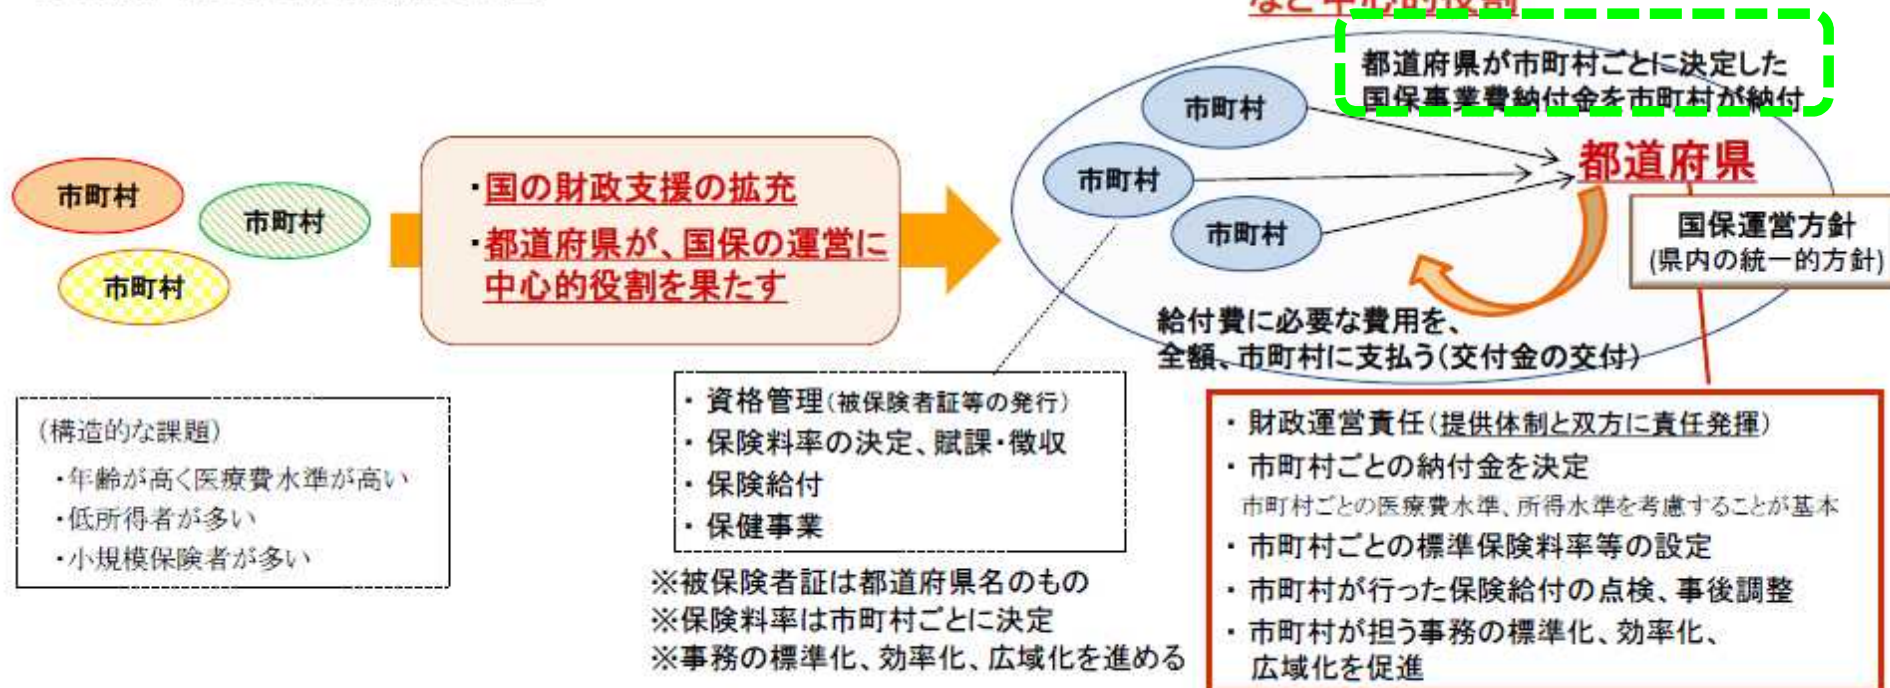 など中心的役割
都道府県が市町村ごとに決定した
国保事業費納付金を市町村が納付
市町村
市町村
市町村
都道府県
市町村
市町村
市町村
・国の財政支援の拡充
・都道府県が、国保の運営に
中心的役割を果たす
国保運営方針
(県内の統一的方針)
給付費に必要な費用を、
全額、市町村に支払う(交付金の交付)
(構造的な課題)
・年齢が高く医療費水準が高い
・低所得者が多い
・小規模保険者が多い
・ 資格管理(被保険者証等の発行)
・ 保険料率の決定、賦課・徴収
・ 保険給付
・ 保健事業
※被保険者証は都道府県名のもの
※保険料率は市町村ごとに決定
※事務の標準化、効率化、広域化を進める
・ 財政運営責任(提供体制と双方に責任発揮)
・ 市町村ごとの納付金を決定
市町村ごとの医療費水準、所得水準を考慮することが基本
・ 市町村ごとの標準保険料率等の設定
・ 市町村が行った保険給付の点検、事後調整
・ 市町村が担う事務の標準化、効率化、
広域化を促進